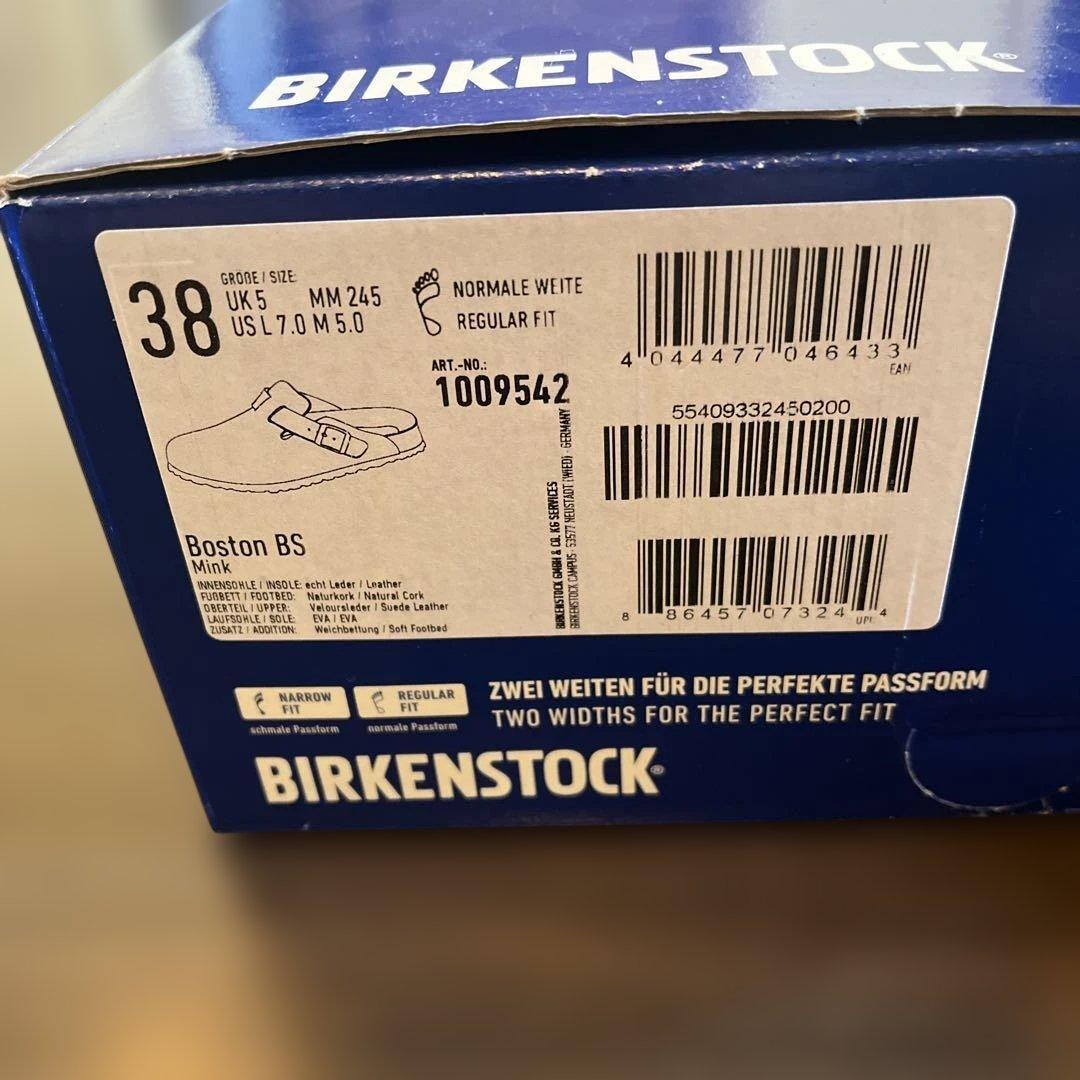 BIRKENSTOCK®
38
GRÖßE / SIZE:
UK 5 MM 245
US L 7.0 M 5.0
NORMALE WEITE
REGULAR FIT
ART.-NO.:
1009542
4 044477 046433
EAN
55409332450200
8 86457 07324 4
UPC
BIRKENSTOCK GMBH & CO. KG SERVICES
BIRKENSTOCK CAMPUS · 53577 NEUSTADT (WIED) · GERMANY
Boston BS
Mink
INNENSOHLE / INSOLE: echt Leder / Leather
FUßBETT / FOOTBED: Naturkork / Natural Cork
OBERTEIL / UPPER: Veloursleder / Suede Leather
LAUFSOHLE / SOLE: EVA / EVA
ZUSATZ / ADDITION: Weichbettung / Soft Footbed
NARROW FIT
schmale Passform
REGULAR FIT
normale Passform
ZWEI WEITEN FÜR DIE PERFEKTE PASSFORM
TWO WIDTHS FOR THE PERFECT FIT
BIRKENSTOCK®